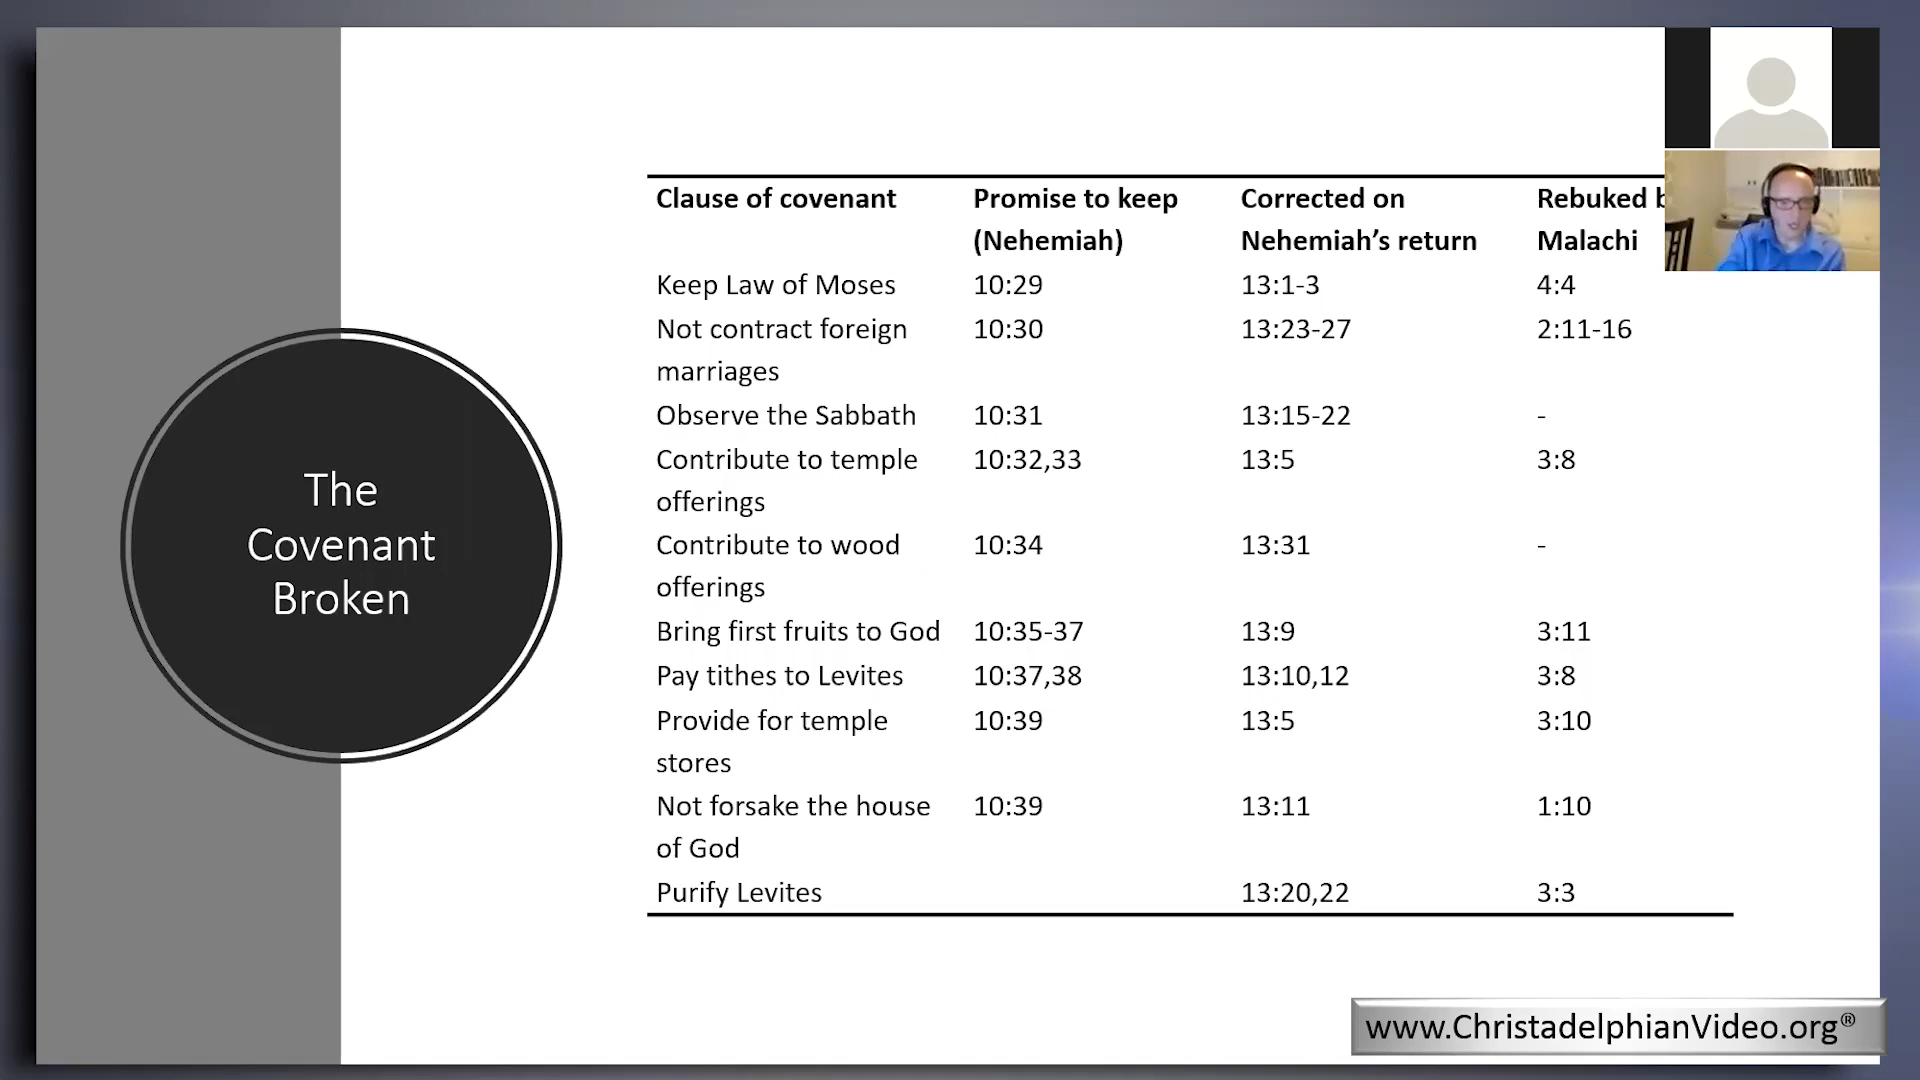 The
Covenant
Broken
Clause of covenant Promise to keep Corrected on Rebuked
(Nehemiah) Nehemiah’s return Malachi
Keep Law of Moses 10:29 13:1-3 4:4
Not contract foreign 10:30 13:23-27 2:11-16
marriages
Observe the Sabbath 10:31 13:15-22 -
Contribute to temple 10:32,33 13:5 3:8
offerings
Contribute to wood 10:34 13:31 -
offerings
Bring first fruits to God 10:35-37 13:9 3:11
Pay tithes to Levites 10:37,38 13:10,12 3:8
Provide for temple 10:39 13:5 3:10
stores
Not forsake the house 10:39 13:11 1:10
of God
Purify Levites 13:20,22 3:3
www.ChristadelphianVideo.org®